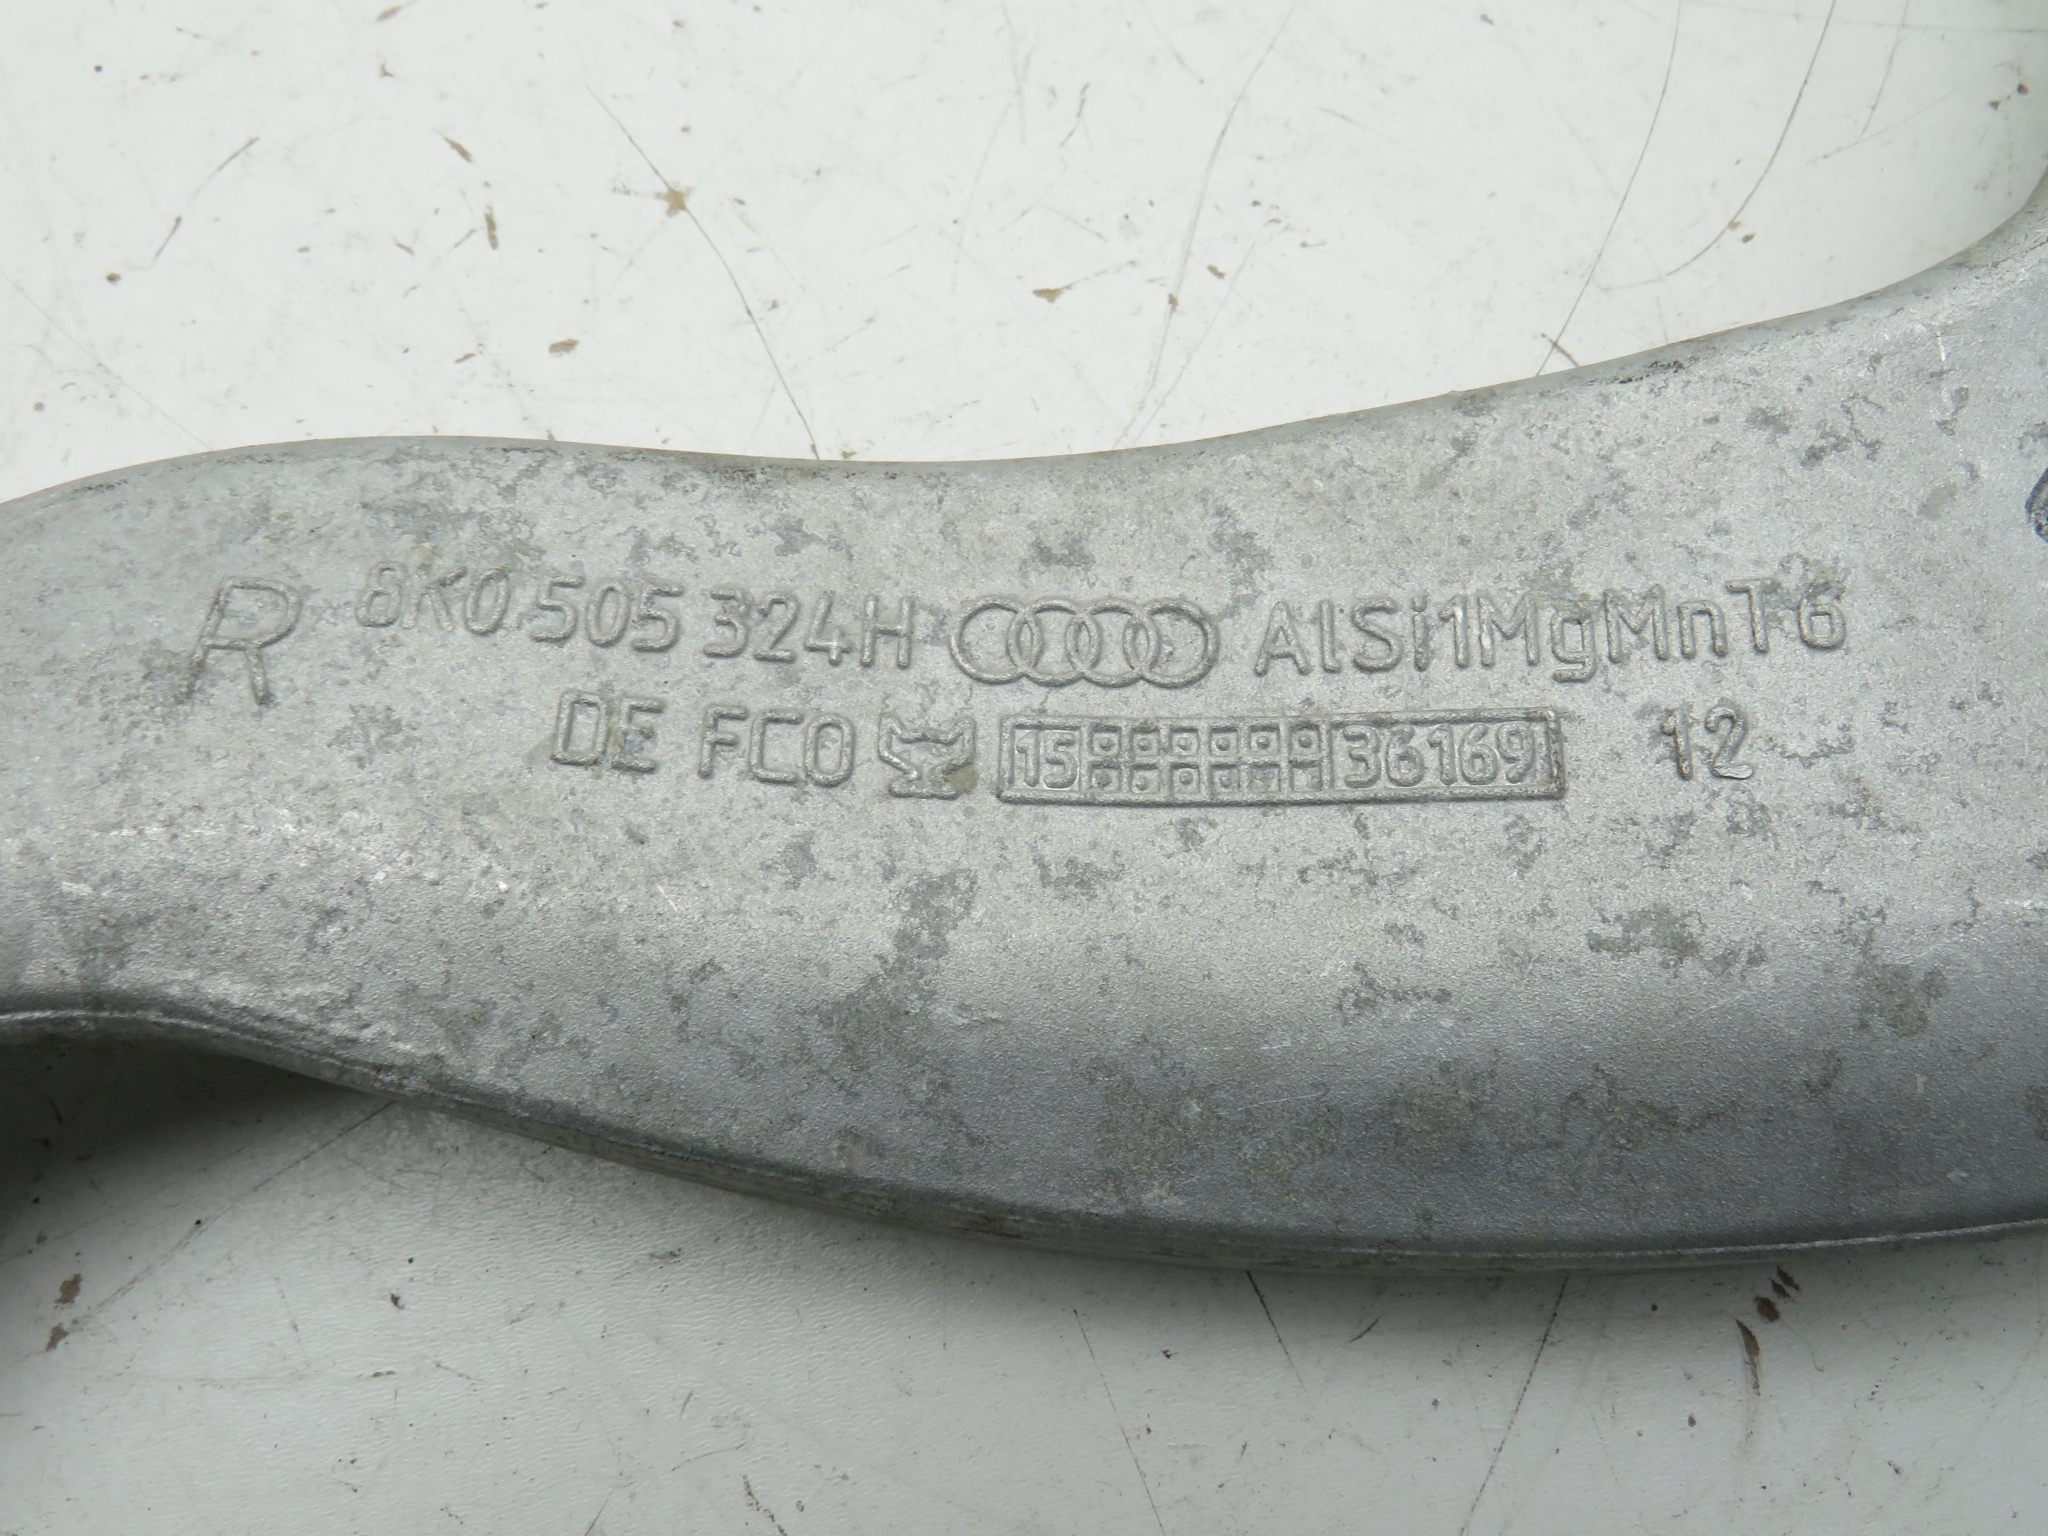 R 8K0 505 324H AlSi1MgMnT6
DE FCO 15 36169 12